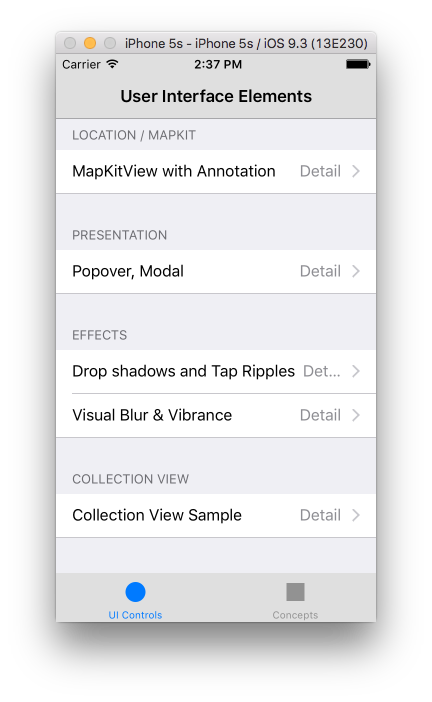 iPhone 5s - iPhone 5s / iOS 9.3 (13E230)
Carrier 2:37 PM
User Interface Elements
LOCATION / MAPKIT
MapKitView with Annotation Detail
PRESENTATION
Popover, Modal Detail
EFFECTS
Drop shadows and Tap Ripples Det...
Visual Blur & Vibrance Detail
COLLECTION VIEW
Collection View Sample Detail
UI Controls Concepts